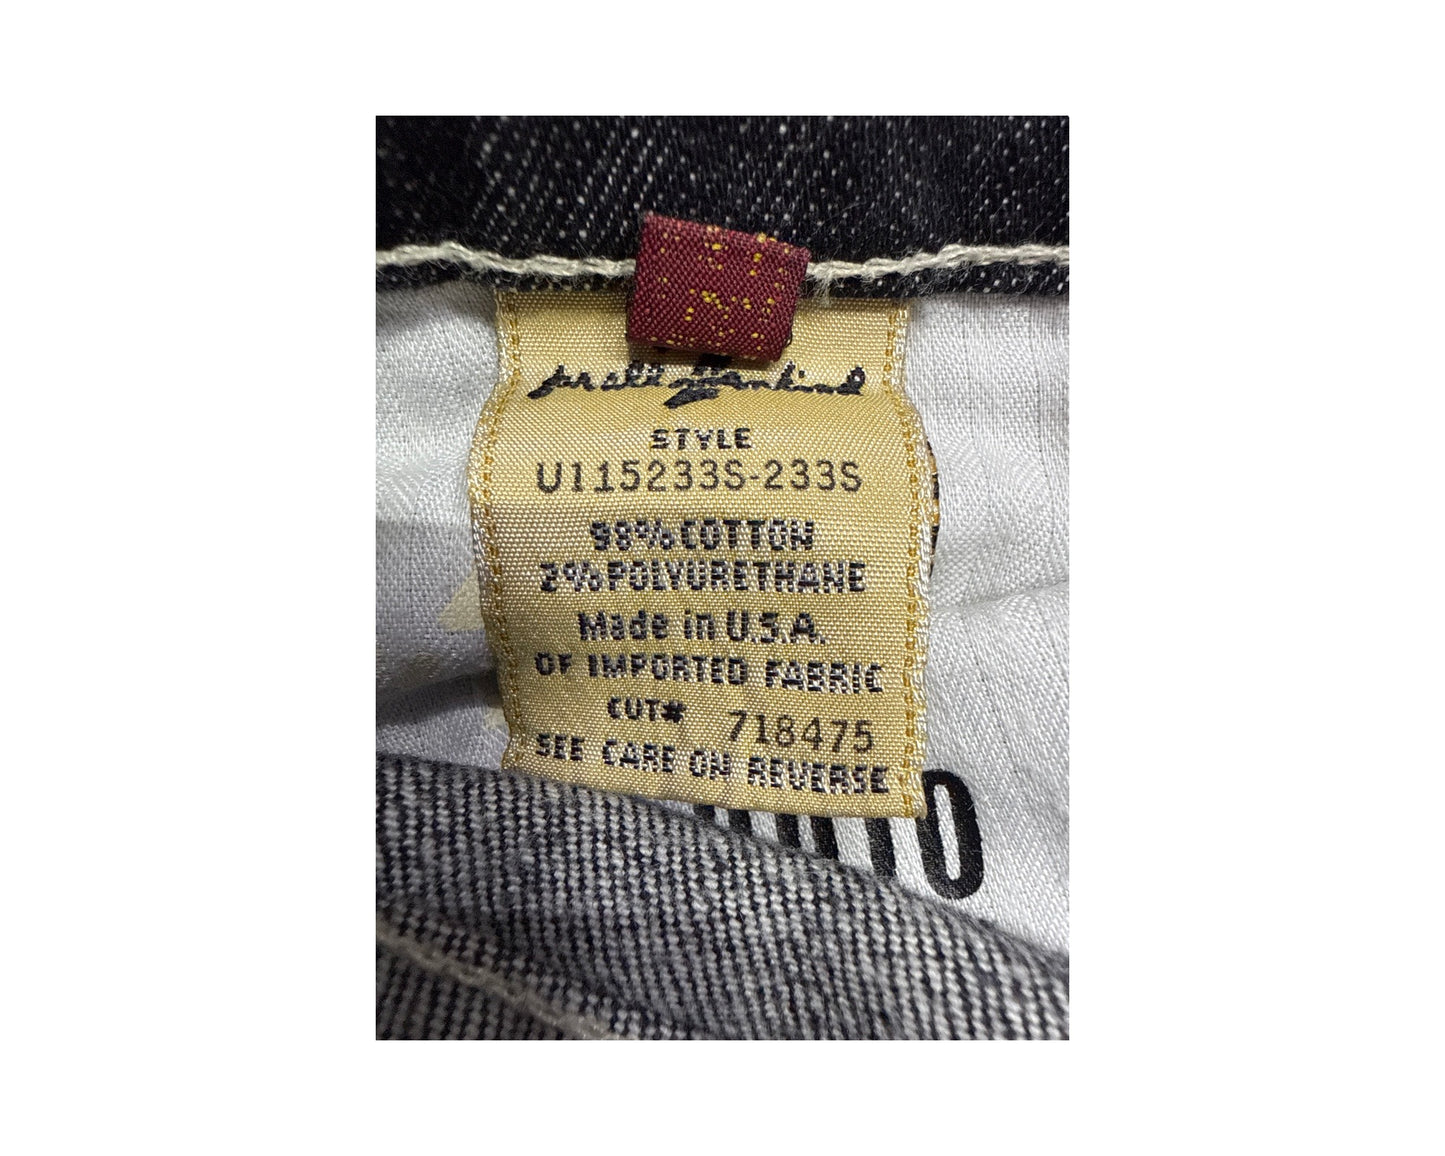 for all Mankind
STYLE
U115233S-233S
98% COTTON
2% POLYURETHANE
Made in U.S.A.
OF IMPORTED FABRIC
CUT# 718475
SEE CARE ON REVERSE